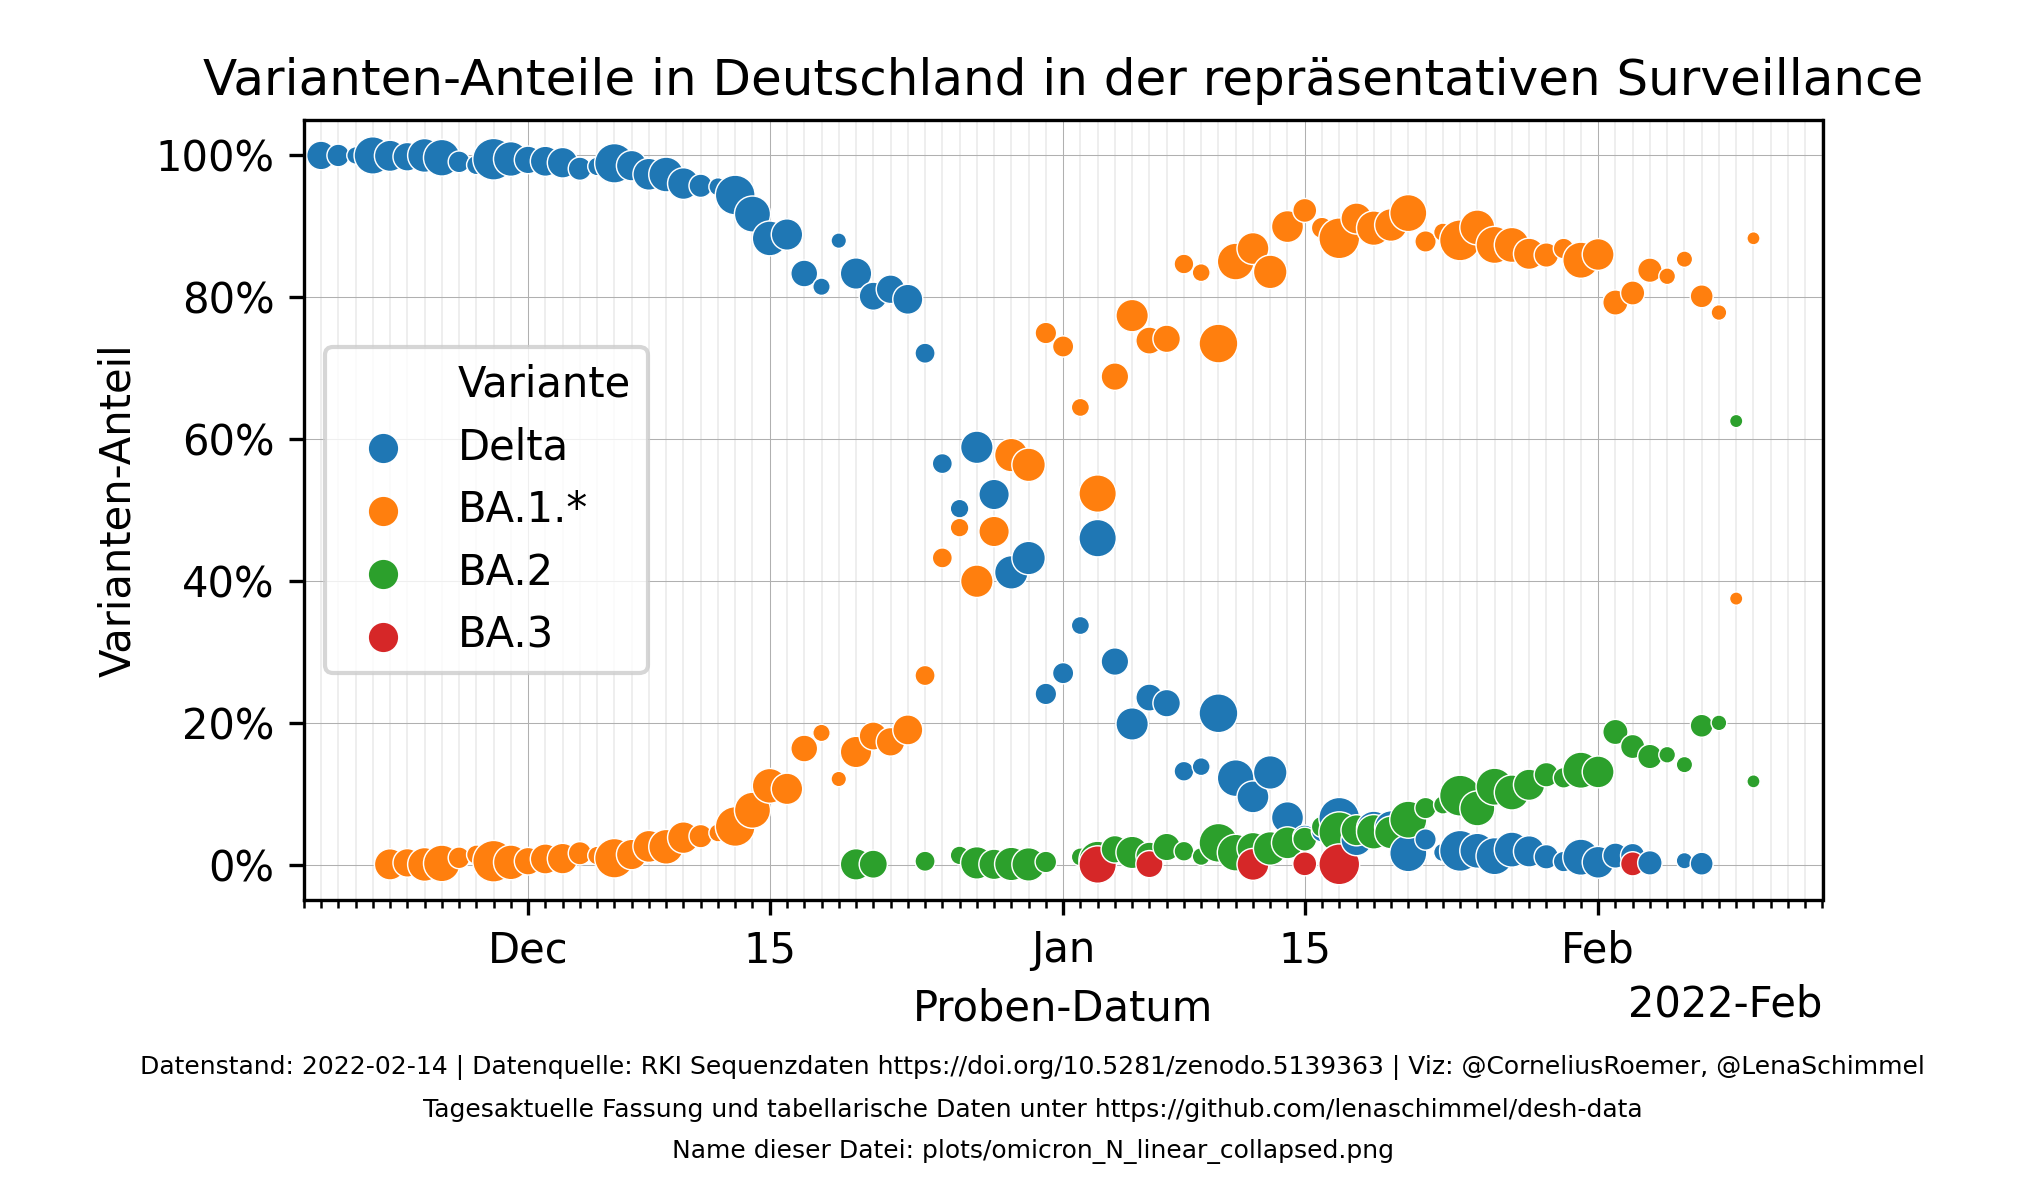 Varianten-Anteile in Deutschland in der repräsentativen Surveillance
Varianten-Anteil
100%
80%
60%
40%
20%
0%
Variante
Delta
BA.1.*
BA.2
BA.3
Dec
15
Jan
15
Feb
Proben-Datum
2022-Feb
Datenstand: 2022-02-14 | Datenquelle: RKI Sequenzdaten https://doi.org/10.5281/zenodo.5139363 | Viz: @CorneliusRoemer, @LenaSchimmel
Tagesaktuelle Fassung und tabellarische Daten unter https://github.com/lenaschimmel/desh-data
Name dieser Datei: plots/omicron_N_linear_collapsed.png